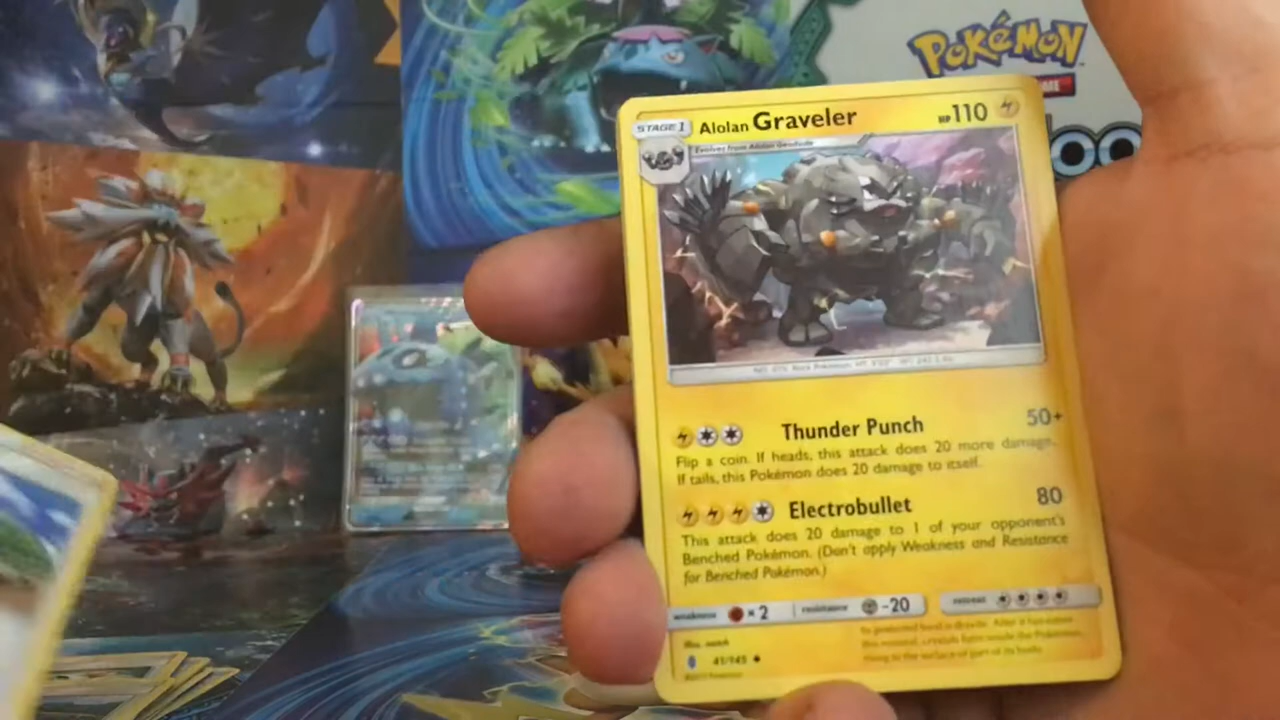 POKéMON
STAGE 1
Alolan Graveler
HP 110
Evolves from Alolan Geodude
Thunder Punch 50+
Flip a coin. If heads, this attack does 20 more damage.
If tails, this Pokémon does 20 damage to itself.
Electrobullet 80
This attack does 20 damage to 1 of your opponent's
Benched Pokémon. (Don't apply Weakness and Resistance
for Benched Pokémon.)
weakness ×2 resistance -20 retreat
Illus.
41/145